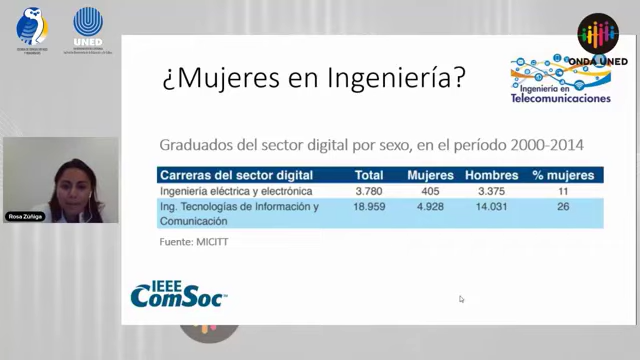 UNED
ONDA UNED
¿Mujeres en Ingeniería?
Ingeniería en
Telecomunicaciones
Graduados del sector digital por sexo, en el período 2000-2014
Carreras del sector digital Total Mujeres Hombres % mujeres
Ingeniería eléctrica y electrónica 3.780 405 3.375 11
Ing. Tecnologías de Información y Comunicación 18.959 4.928 14.031 26
Fuente: MICITT
Rosa Zúñiga
IEEE
ComSoc™